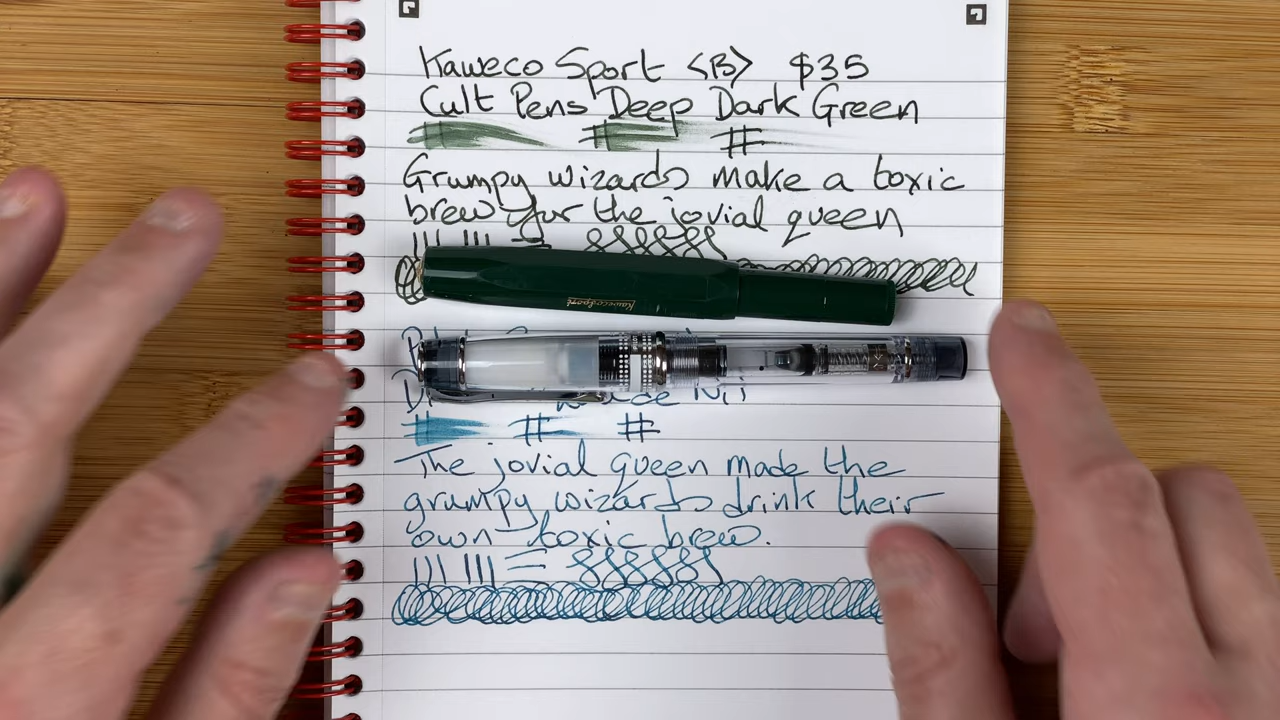 Kaweco Sport <B> $35
Cult Pens Deep Dark Green
# # #
Grumpy wizards make a toxic
brew for the jovial queen
KawecoSport
# # #
The jovial queen made the
grumpy wizards drink their
own toxic brew.